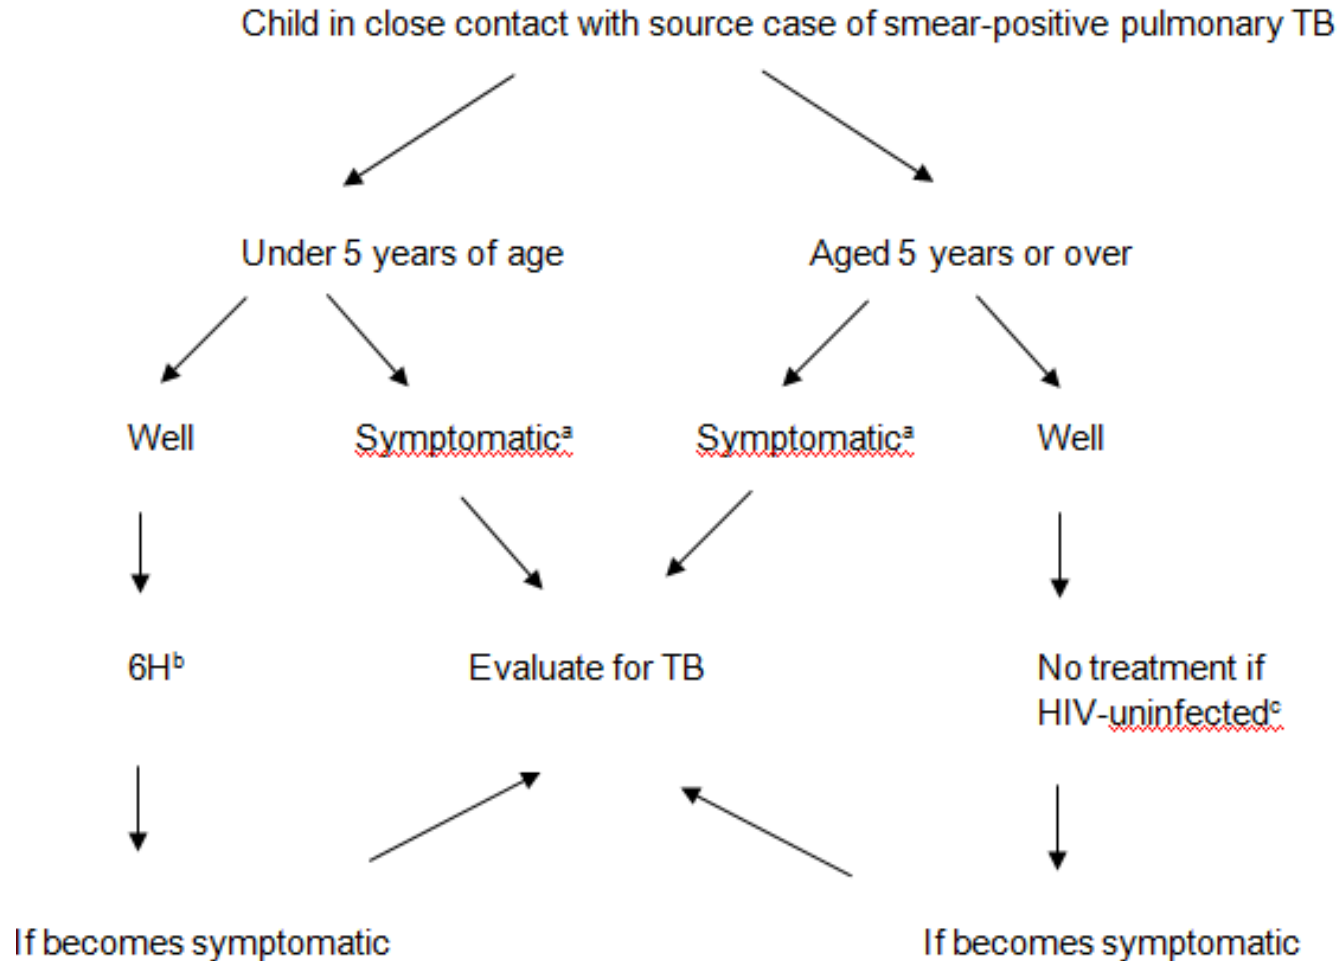 Child in close contact with source case of smear-positive pulmonary TB
Under 5 years of age
Aged 5 years or over
Well
Symptomaticª
Symptomaticª
Well
6Hᵇ
Evaluate for TB
No treatment if
HIV-uninfectedᶜ
If becomes symptomatic
If becomes symptomatic